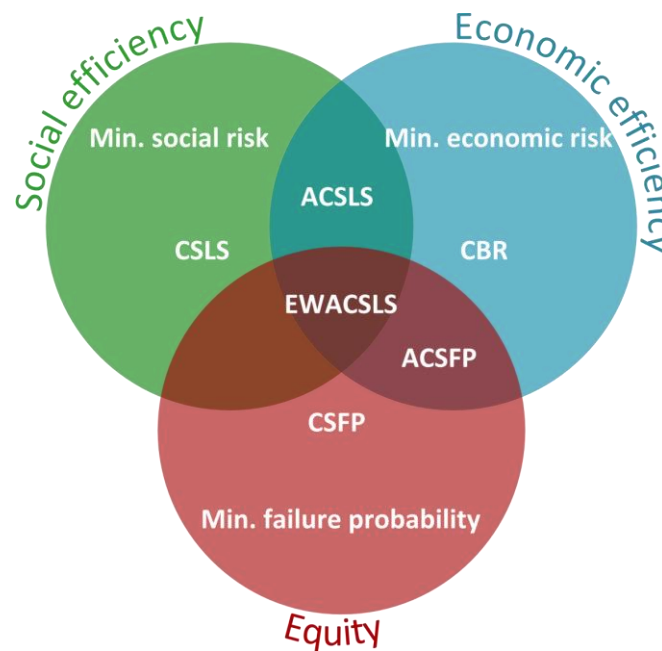 Social efficiency
Economic efficiency
Min. social risk
Min. economic risk
ACSLS
CSLS
CBR
EWACSLS
ACSFP
CSFP
Min. failure probability
Equity